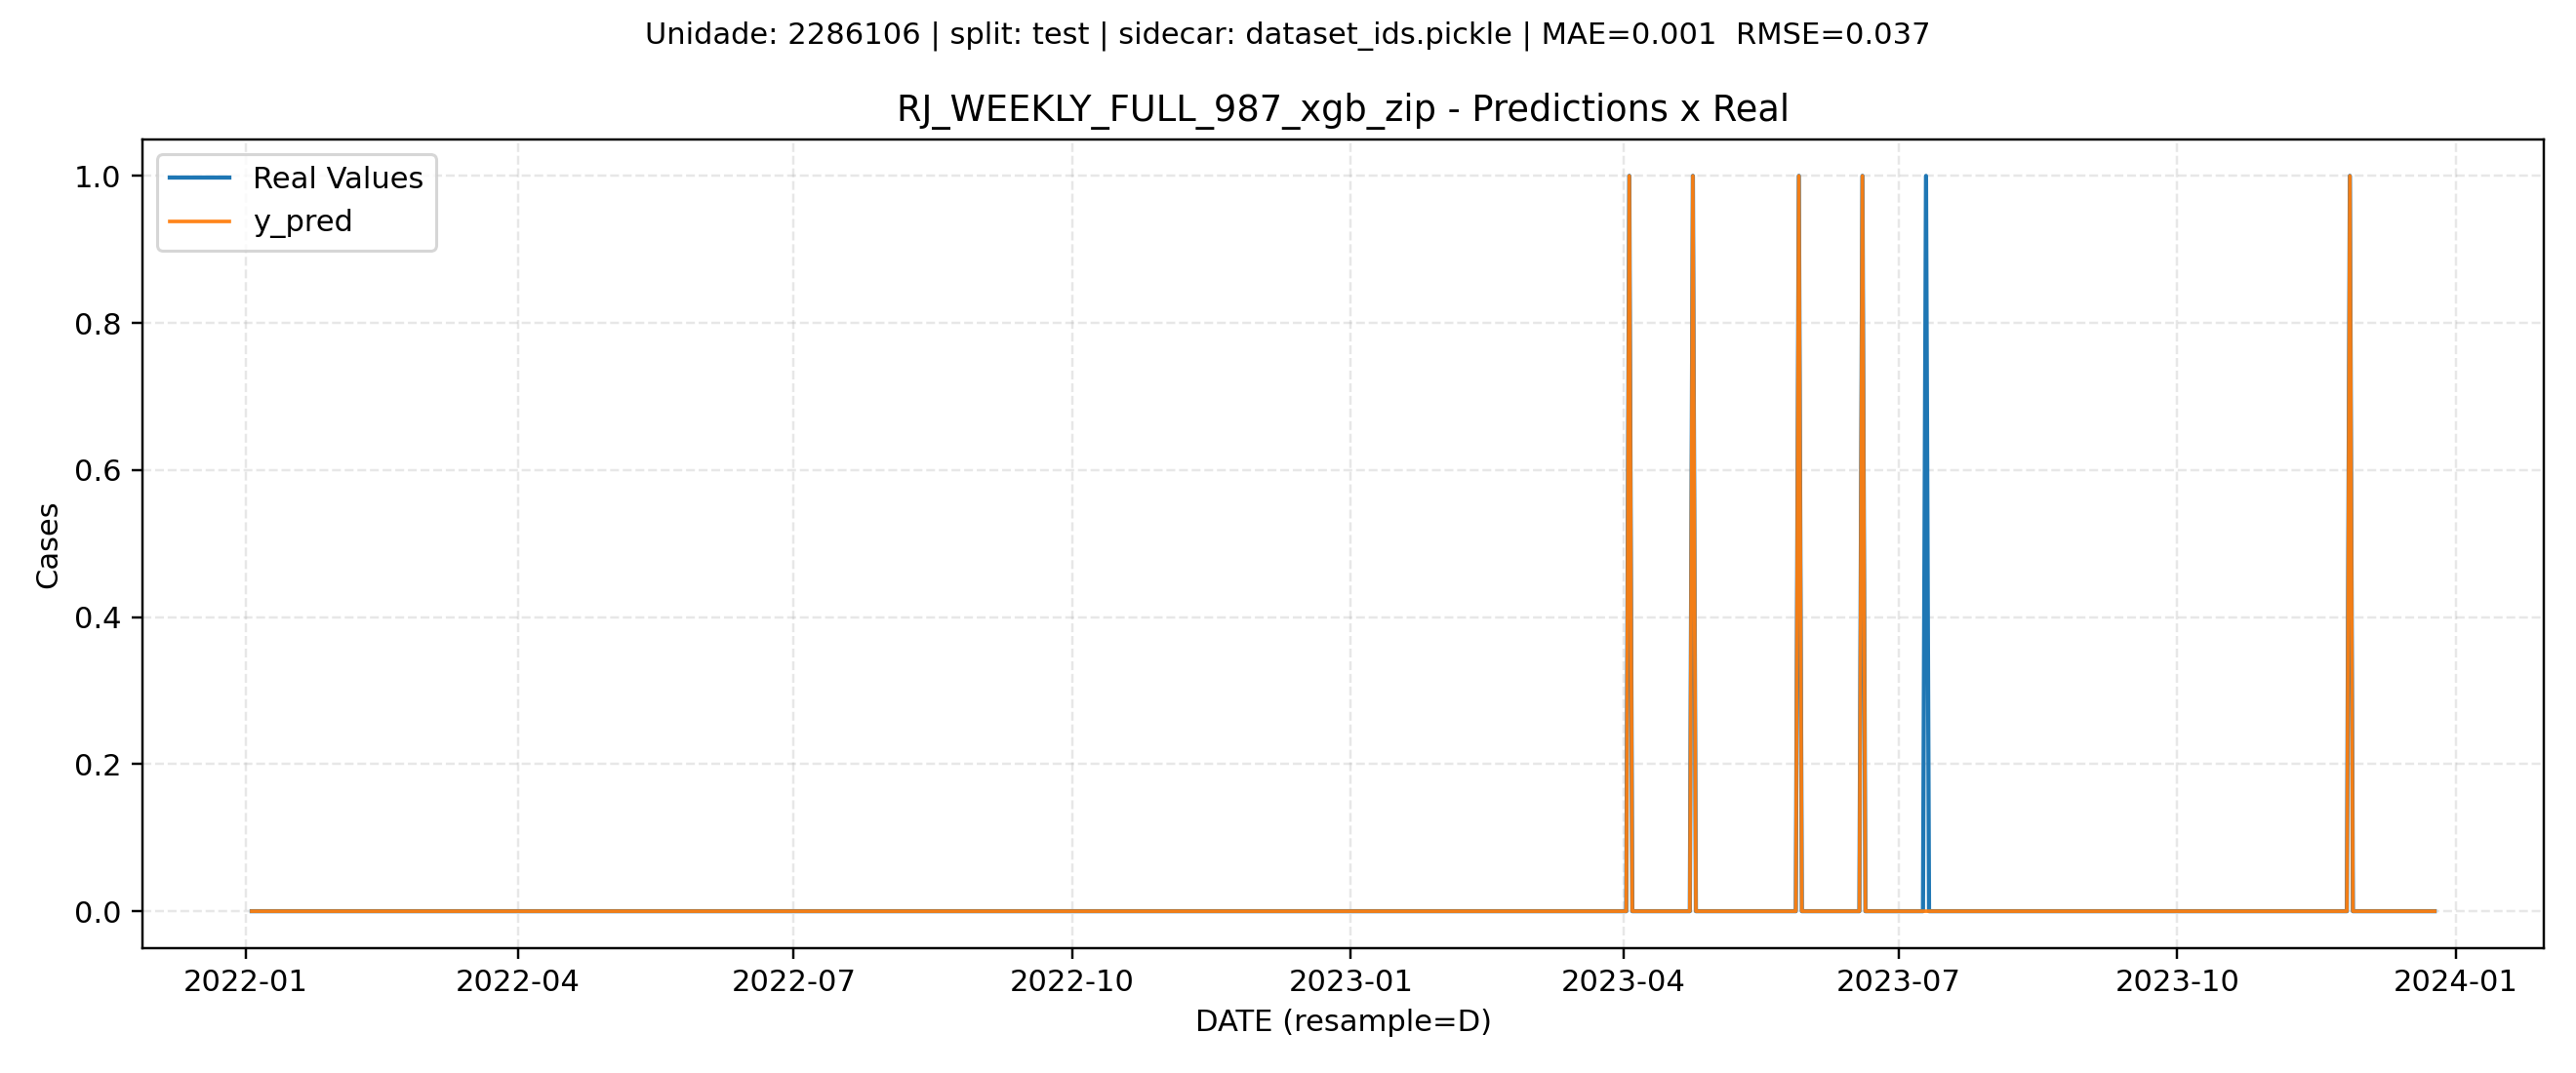 Unidade: 2286106 | split: test | sidecar: dataset_ids.pickle | MAE=0.001  RMSE=0.037
RJ_WEEKLY_FULL_987_xgb_zip - Predictions x Real
Real Values
y_pred
1.0
0.8
0.6
0.4
0.2
0.0
Cases
2022-01 2022-04 2022-07 2022-10 2023-01 2023-04 2023-07 2023-10 2024-01
DATE (resample=D)